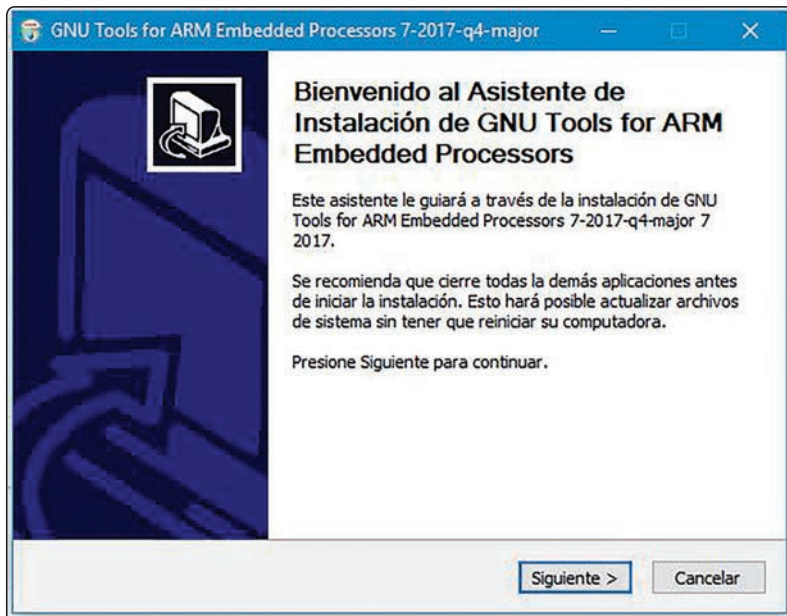 GNU Tools for ARM Embedded Processors 7-2017-q4-major
Bienvenido al Asistente de
Instalación de GNU Tools for ARM
Embedded Processors
Este asistente le guiará a través de la instalación de GNU
Tools for ARM Embedded Processors 7-2017-q4-major 7
2017.
Se recomienda que cierre todas la demás aplicaciones antes
de iniciar la instalación. Esto hará posible actualizar archivos
de sistema sin tener que reiniciar su computadora.
Presione Siguiente para continuar.
Siguiente >
Cancelar